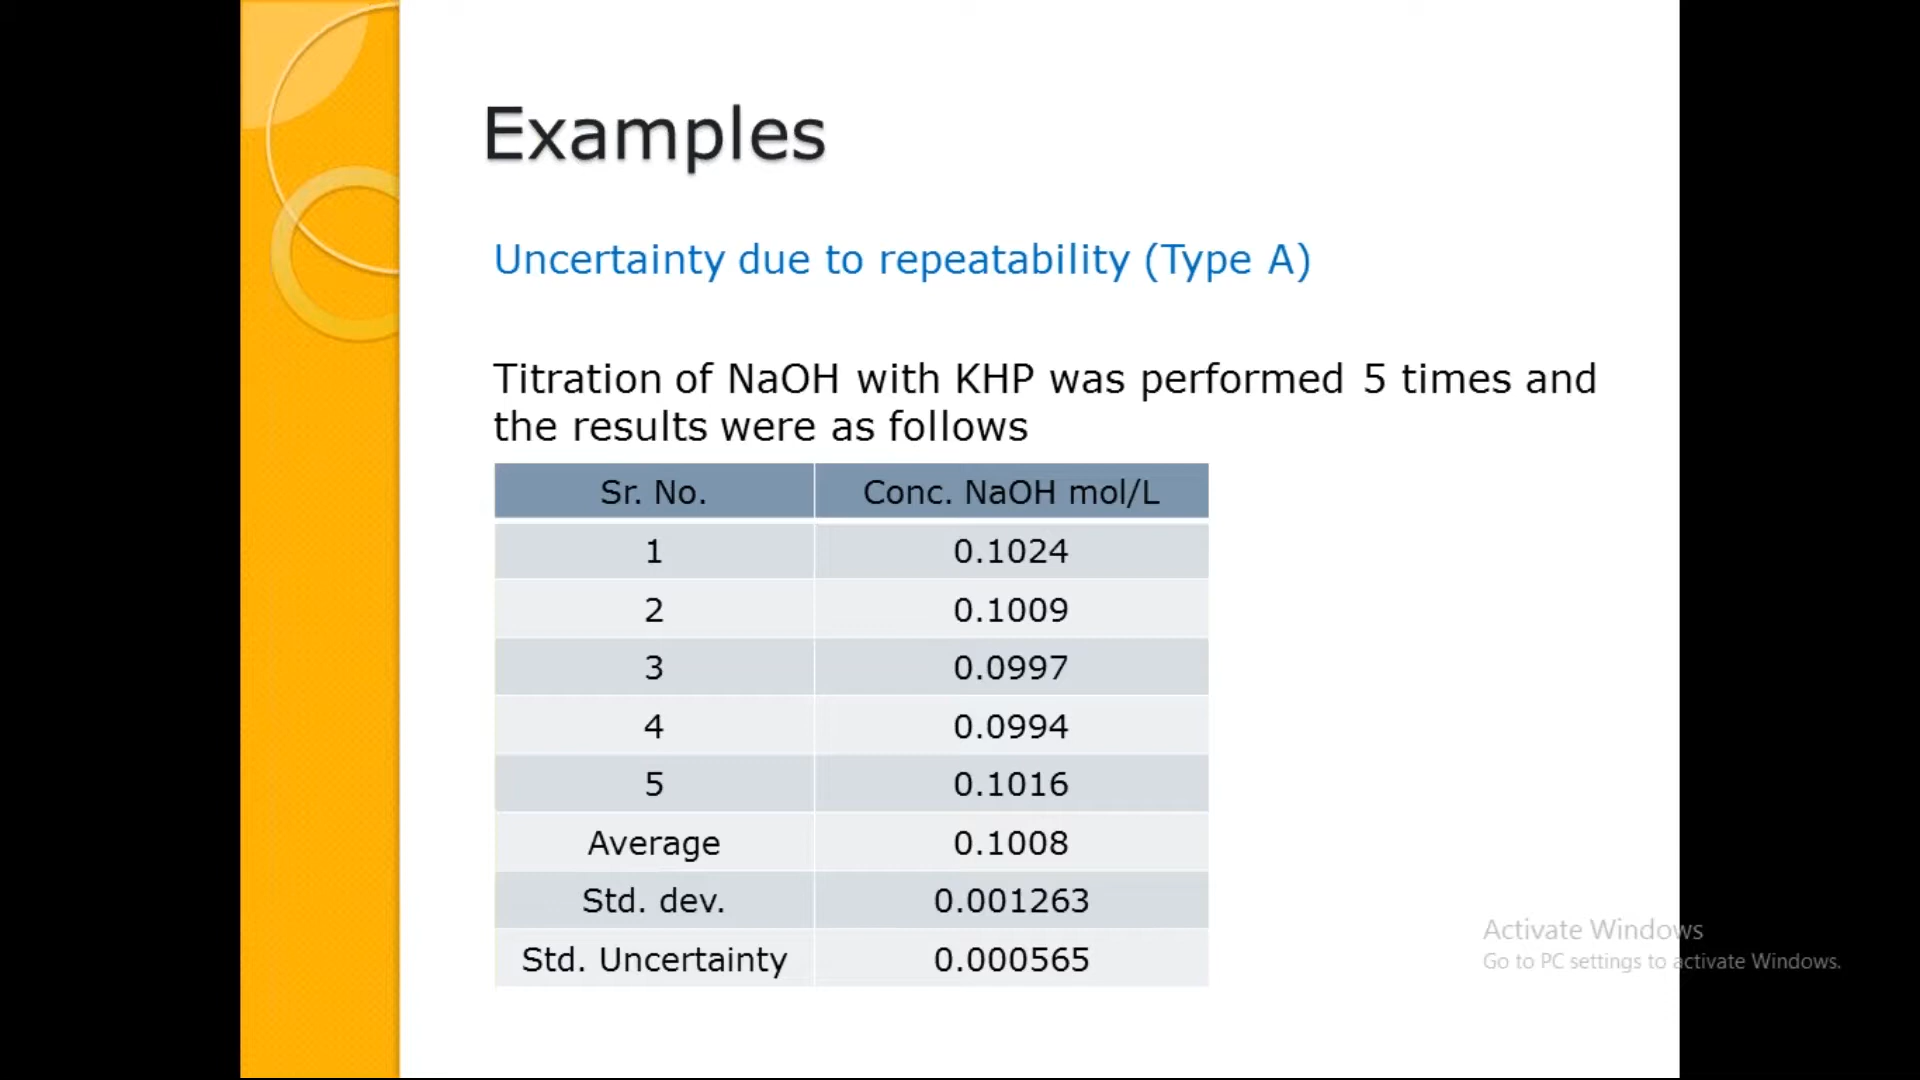 Examples
Uncertainty due to repeatability (Type A)
Titration of NaOH with KHP was performed 5 times and
the results were as follows
Sr. No. Conc. NaOH mol/L
1 0.1024
2 0.1009
3 0.0997
4 0.0994
5 0.1016
Average 0.1008
Std. dev. 0.001263
Std. Uncertainty 0.000565
Activate Windows
Go to PC settings to activate Windows.